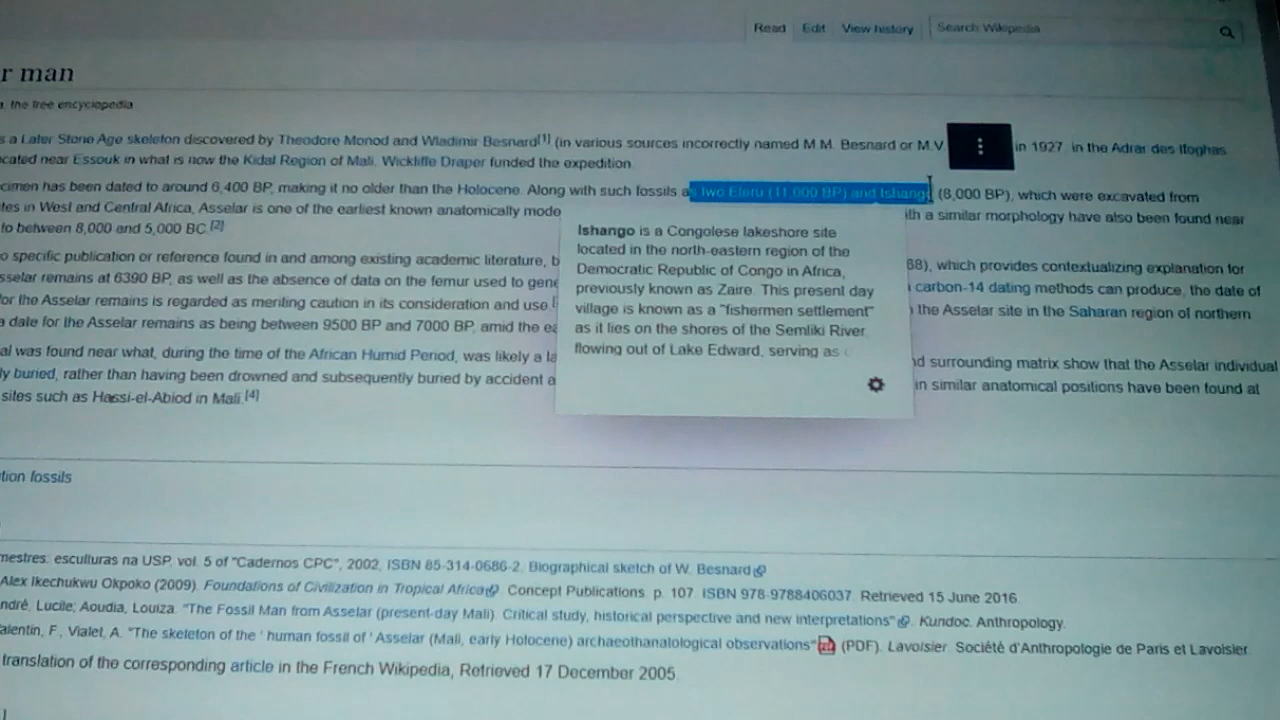 Read Edit View history Search Wikipedia
r man
the free encyclopedia
s a Later Stone Age skeleton discovered by Theodore Monod and Wladimir Besnard[1] (in various sources incorrectly named M.M. Besnard or M.V in 1927, in the Adrar des Ifoghas
cated near Essouk in what is now the Kidal Region of Mali. Wickliffe Draper funded the expedition.
cimen has been dated to around 6,400 BP, making it no older than the Holocene. Along with such fossils as Iwo Eleru (11,000 BP) and Ishango (8,000 BP), which were excavated from
tes in West and Central Africa, Asselar is one of the earliest known anatomically mode ith a similar morphology have also been found near
to between 8,000 and 5,000 BC.[2]
Ishango is a Congolese lakeshore site
located in the north-eastern region of the
Democratic Republic of Congo in Africa,
previously known as Zaire. This present day
village is known as a "fishermen settlement"
as it lies on the shores of the Semliki River,
flowing out of Lake Edward, serving as
o specific publication or reference found in and among existing academic literature, b 68), which provides contextualizing explanation for
sselar remains at 6390 BP, as well as the absence of data on the femur used to gene carbon-14 dating methods can produce, the date of
for the Asselar remains is regarded as meriting caution in its consideration and use. the Asselar site in the Saharan region of northern
a date for the Asselar remains as being between 9500 BP and 7000 BP, amid the ea
al was found near what, during the time of the African Humid Period, was likely a la nd surrounding matrix show that the Asselar individual
ly buried, rather than having been drowned and subsequently buried by accident a in similar anatomical positions have been found at
sites such as Hassi-el-Abiod in Mali.[4]
tion fossils
mestres: esculturas na USP, vol. 5 of "Cadernos CPC", 2002, ISBN 85-314-0686-2. Biographical sketch of W. Besnard
Alex Ikechukwu Okpoko (2009). Foundations of Civilization in Tropical Africa. Concept Publications. p. 107. ISBN 978-9788406037. Retrieved 15 June 2016.
ndré, Lucile; Aoudia, Louiza. "The Fossil Man from Asselar (present-day Mali). Critical study, historical perspective and new interpretations". Kundoc. Anthropology.
alentin, F., Vialet, A. "The skeleton of the ' human fossil of ' Asselar (Mali, early Holocene) archaeothanatological observations" (PDF). Lavoisier. Société d'Anthropologie de Paris et Lavoisier.
translation of the corresponding article in the French Wikipedia, Retrieved 17 December 2005.